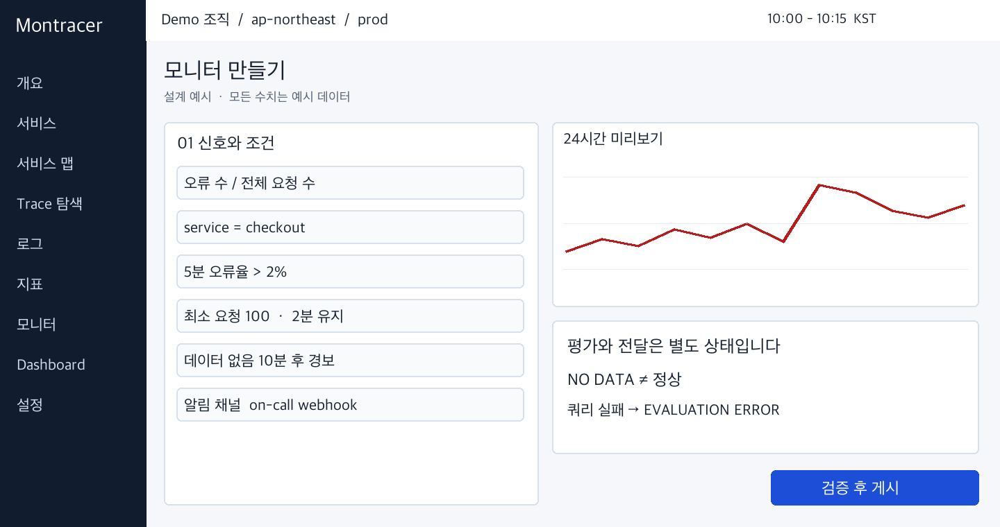 Montracer
Demo 조직 / ap-northeast / prod
10:00 - 10:15 KST
개요
서비스
서비스 맵
Trace 탐색
로그
지표
모니터
Dashboard
설정
모니터 만들기
설계 예시 · 모든 수치는 예시 데이터
01 신호와 조건
오류 수 / 전체 요청 수
service = checkout
5분 오류율 > 2%
최소 요청 100 · 2분 유지
데이터 없음 10분 후 경보
알림 채널 on-call webhook
24시간 미리보기
평가와 전달은 별도 상태입니다
NO DATA ≠ 정상
쿼리 실패 → EVALUATION ERROR
검증 후 게시